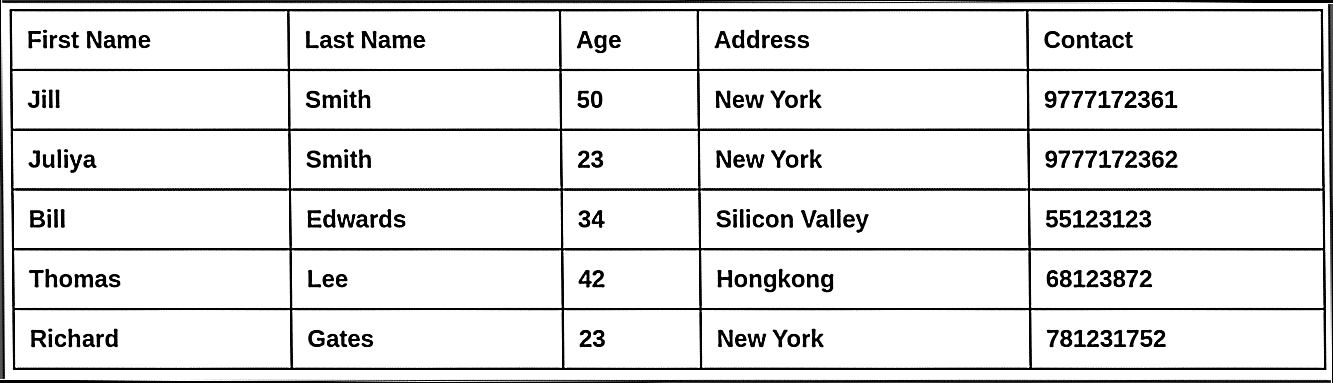 First Name Last Name Age Address Contact
Jill Smith 50 New York 9777172361
Juliya Smith 23 New York 9777172362
Bill Edwards 34 Silicon Valley 55123123
Thomas Lee 42 Hongkong 68123872
Richard Gates 23 New York 781231752